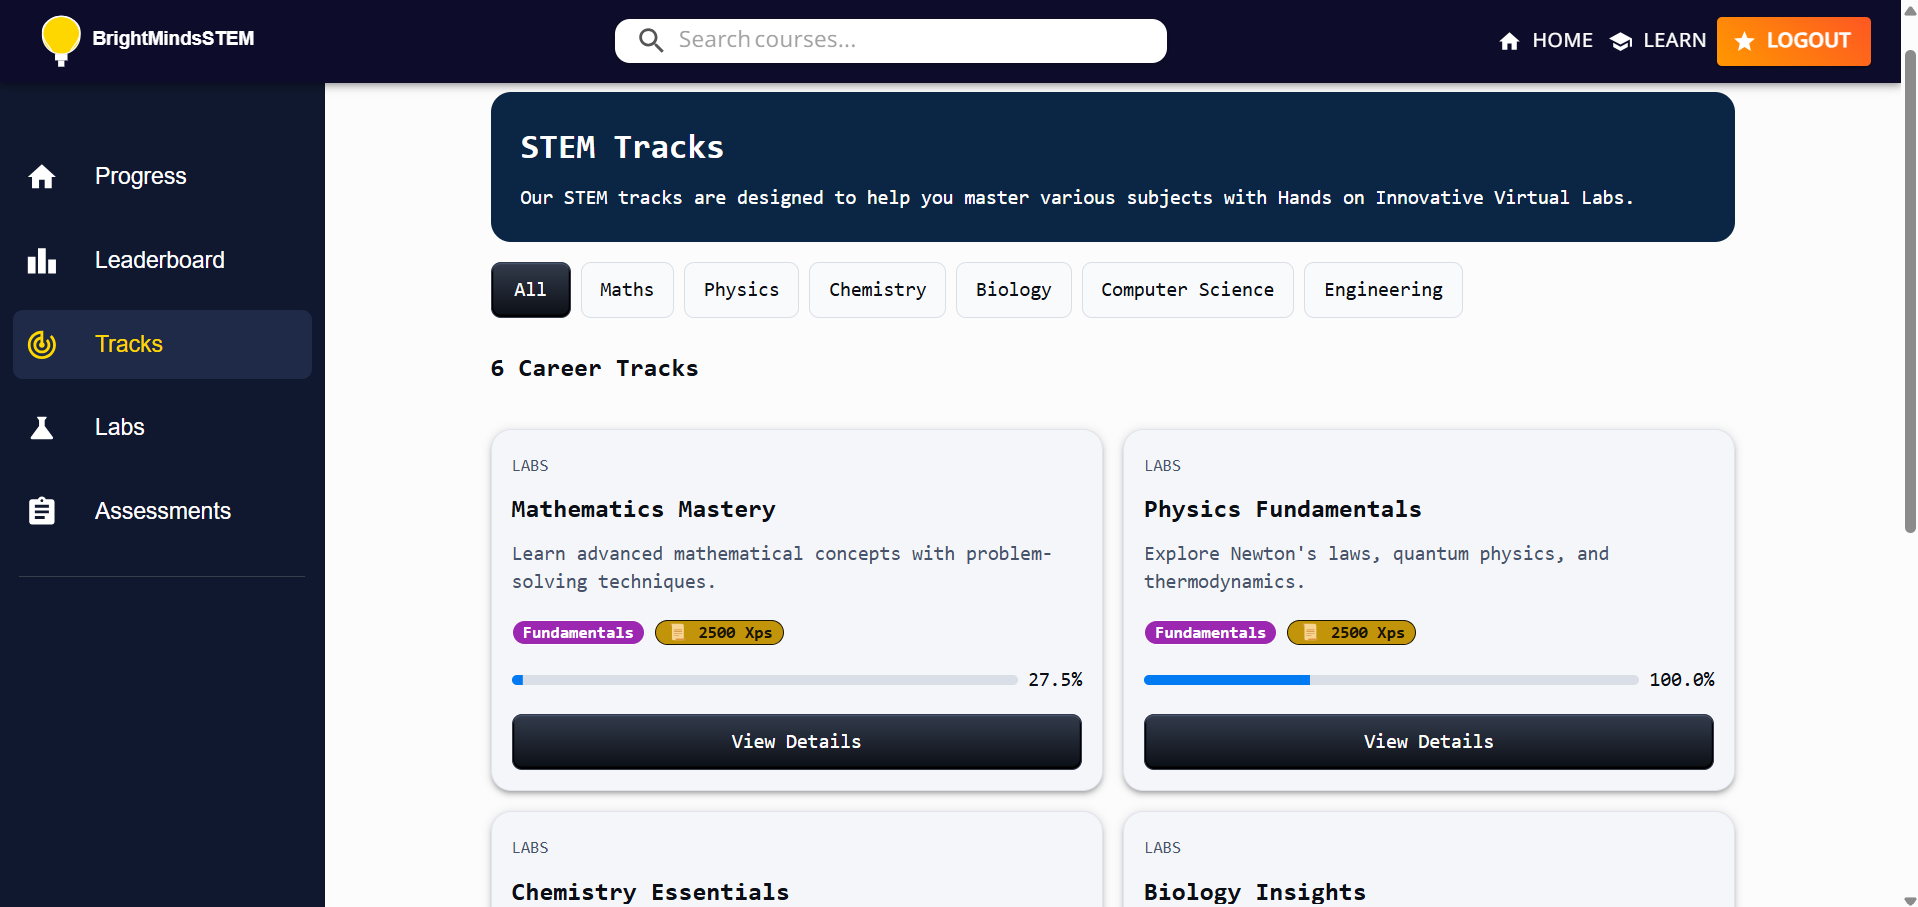 BrightMindsSTEM
Search courses...
HOME
LEARN
LOGOUT
Progress
Leaderboard
Tracks
Labs
Assessments
STEM Tracks
Our STEM tracks are designed to help you master various subjects with Hands on Innovative Virtual Labs.
All
Maths
Physics
Chemistry
Biology
Computer Science
Engineering
6 Career Tracks
LABS
Mathematics Mastery
Learn advanced mathematical concepts with problem-
solving techniques.
Fundamentals
2500 Xps
27.5%
View Details
LABS
Physics Fundamentals
Explore Newton's laws, quantum physics, and
thermodynamics.
Fundamentals
2500 Xps
100.0%
View Details
LABS
Chemistry Essentials
LABS
Biology Insights